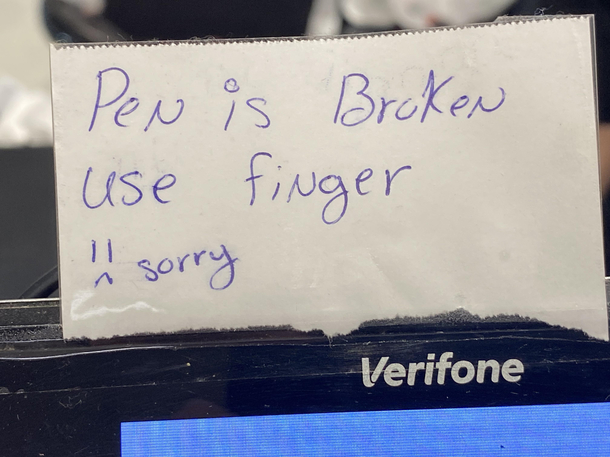 Pen is Broken
use finger
sorry
Verifone